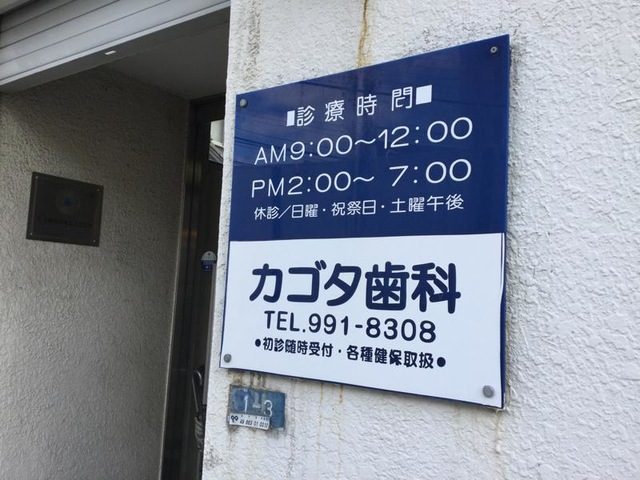 ■診療時間■
AM9:00～12:00
PM2:00～ 7:00
休診／日曜・祝祭日・土曜午後
カゴタ歯科
TEL.991-8308
●初診随時受付・各種健保取扱●
1-3